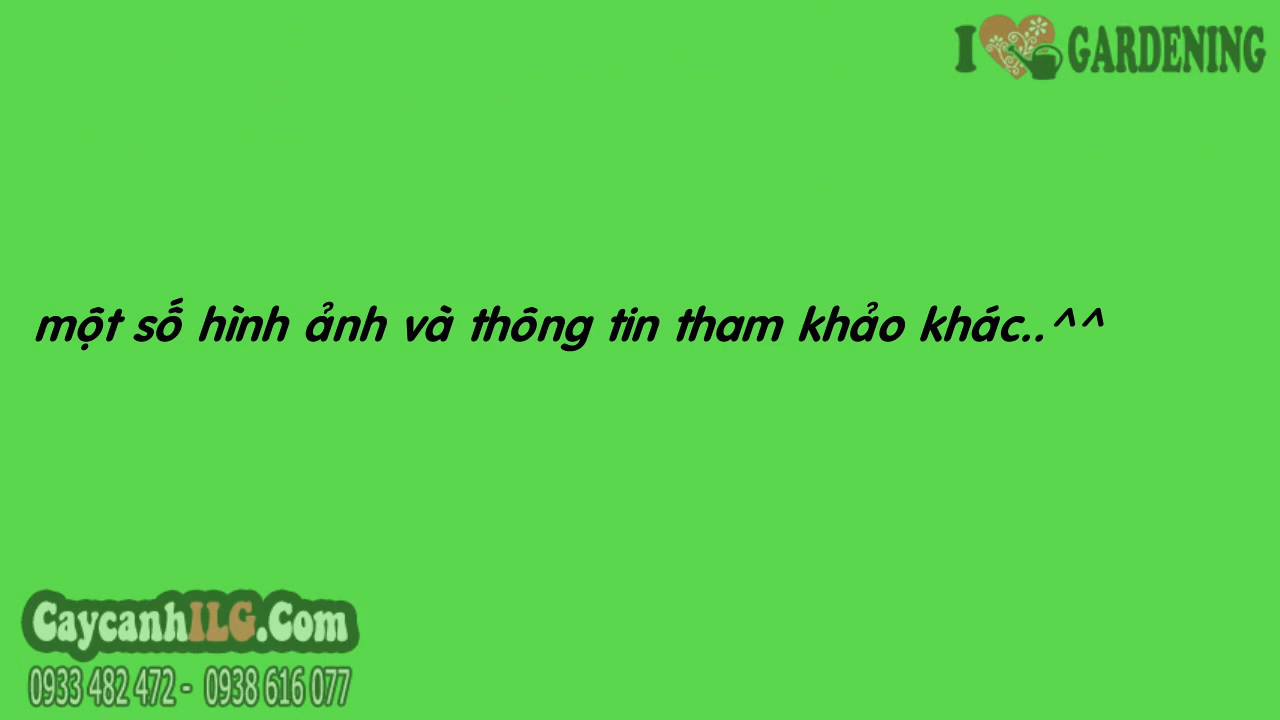 I GARDENING
một số hình ảnh và thông tin tham khảo khác..^^
CaycanhILG.Com
0933 482 472 - 0938 616 077